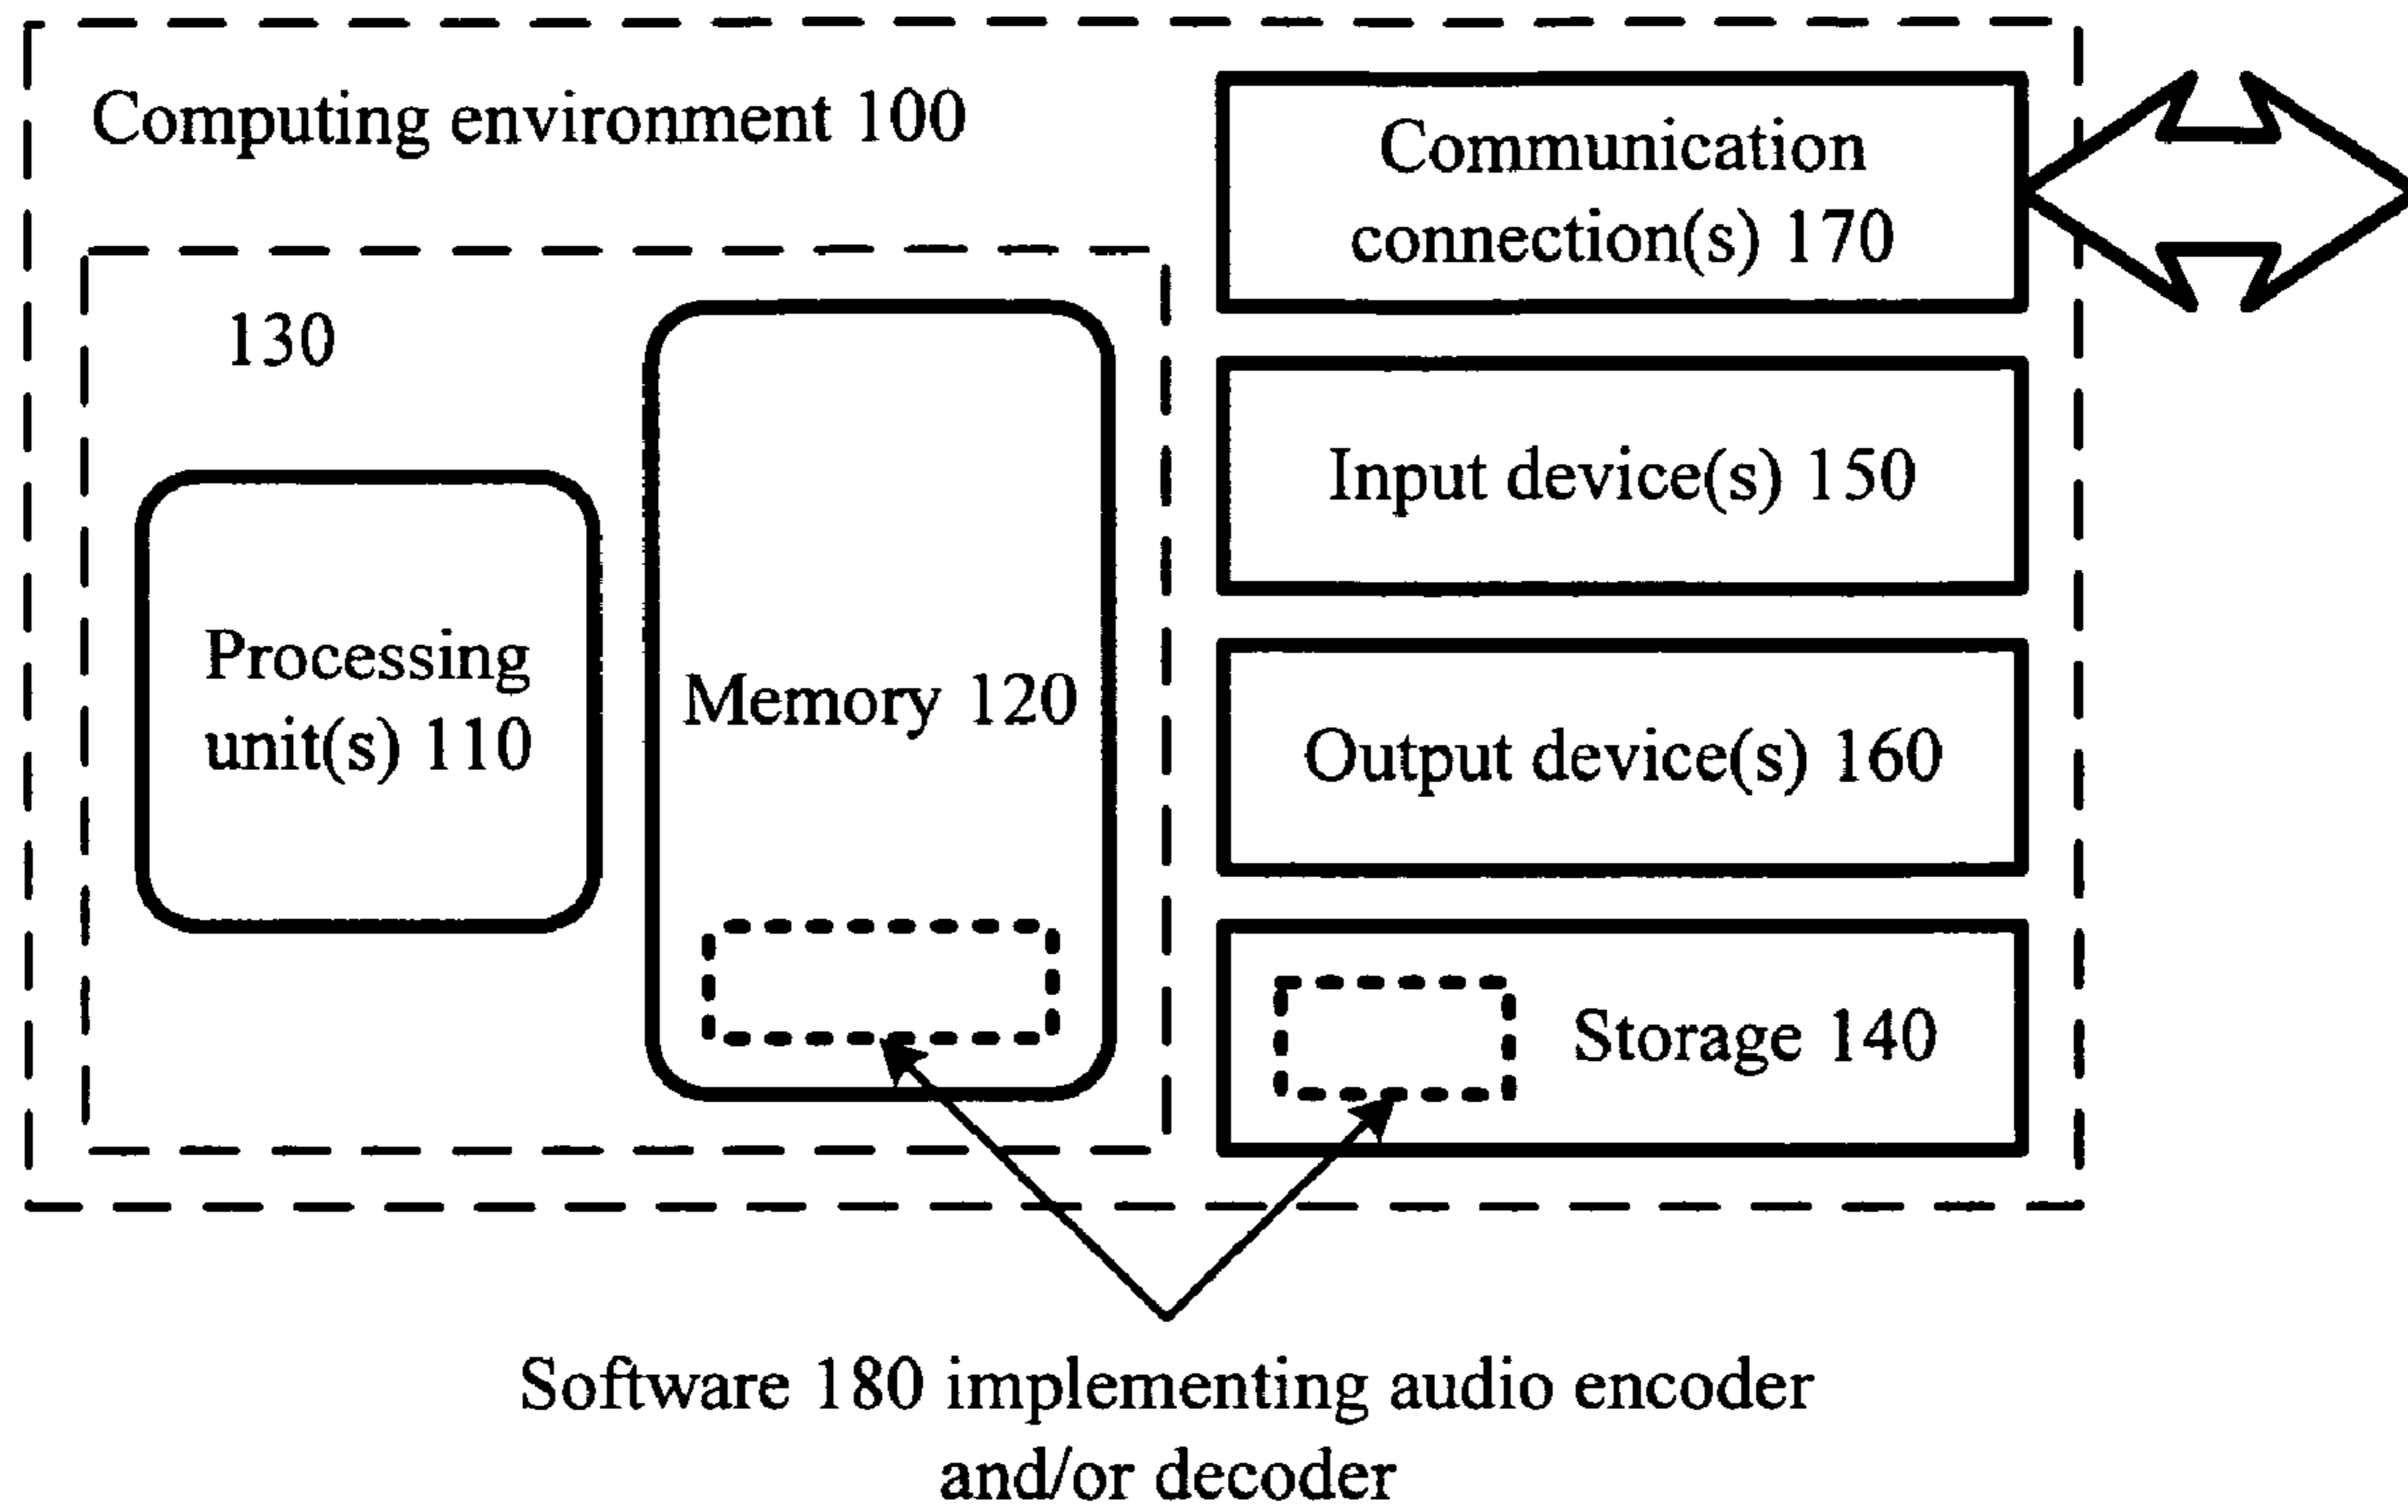 Computing environment 100
Communication
connection(s) 170
130
Input device(s) 150
Processing
unit(s) 110
Memory 120
Output device(s) 160
Storage 140
Software 180 implementing audio encoder
and/or decoder